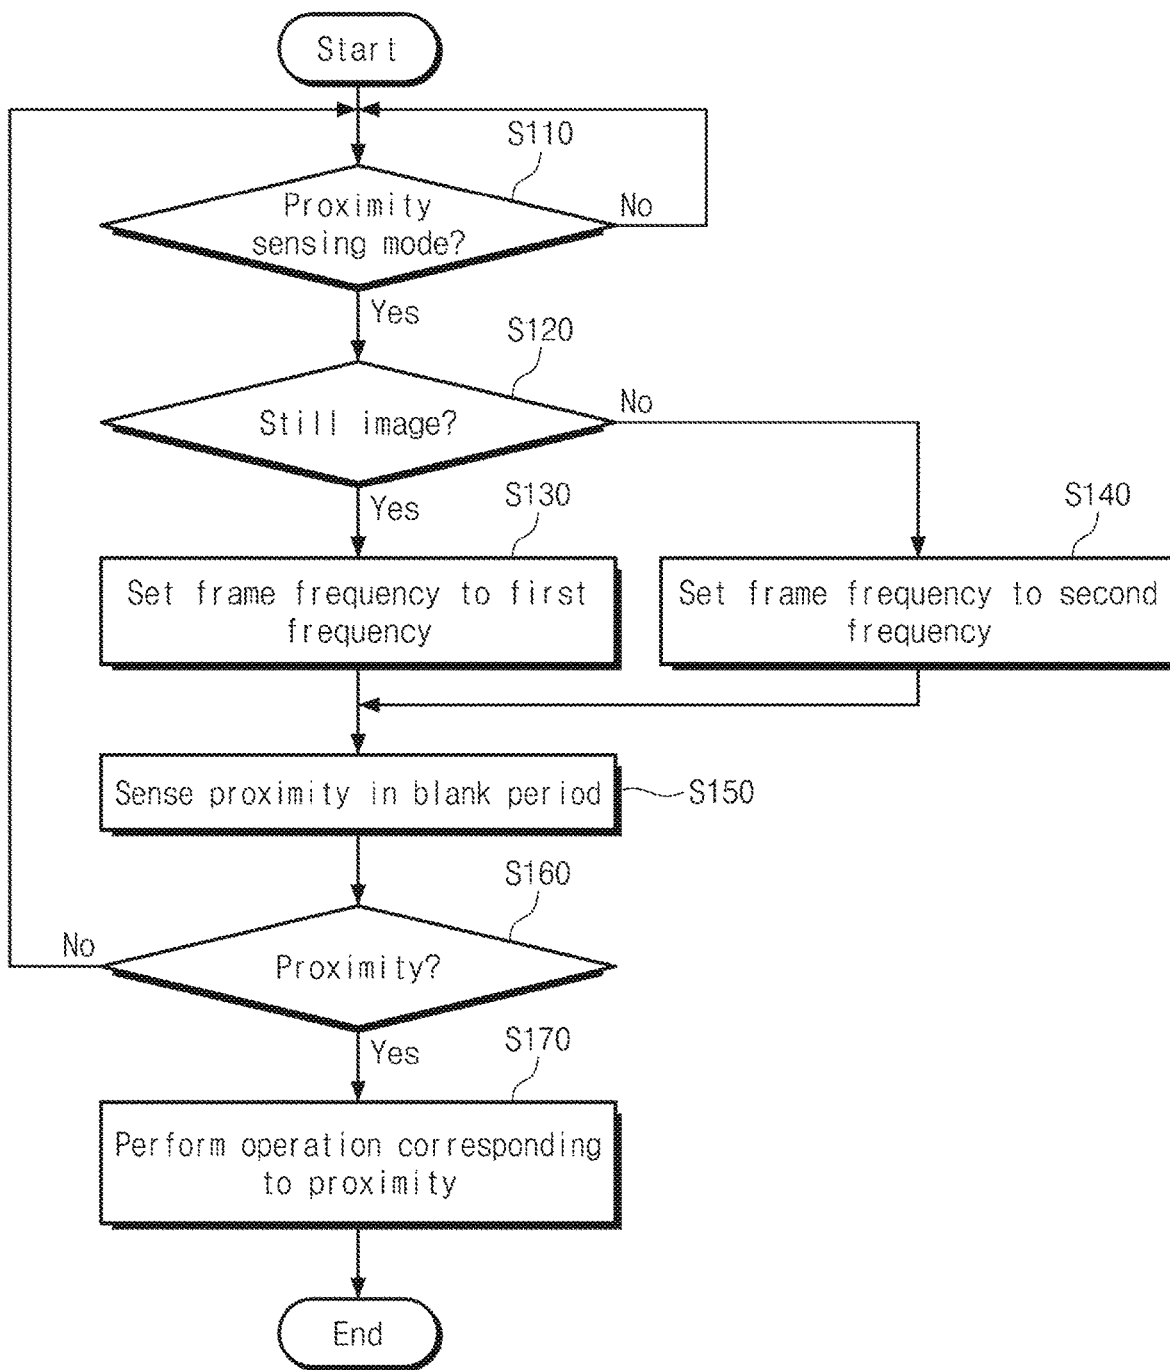 Start
S110
Proximity
sensing mode?
No
Yes
S120
Still image?
No
Yes
S130
Set frame frequency to first
frequency
S140
Set frame frequency to second
frequency
Sense proximity in blank period
S150
S160
Proximity?
No
Yes
S170
Perform operation corresponding
to proximity
End